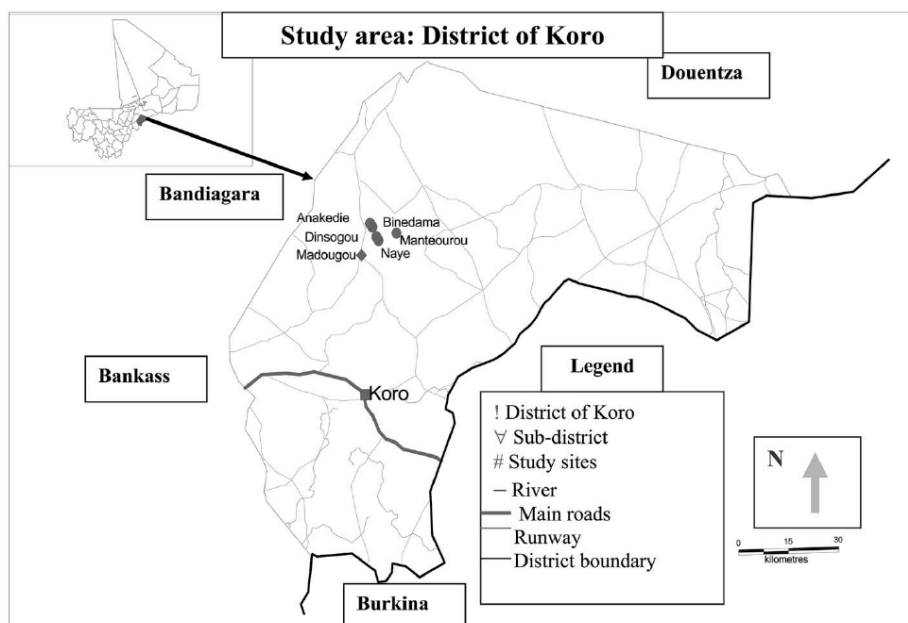 Study area: District of Koro
Douentza
Bandiagara
Anakedie
Binedama
Dinsogou
Manteourou
Madougou
Naye
Bankass
Koro
Legend
! District of Koro
∀ Sub-district
# Study sites
– River
Main roads
Runway
District boundary
N
0 15 30
kilometres
Burkina